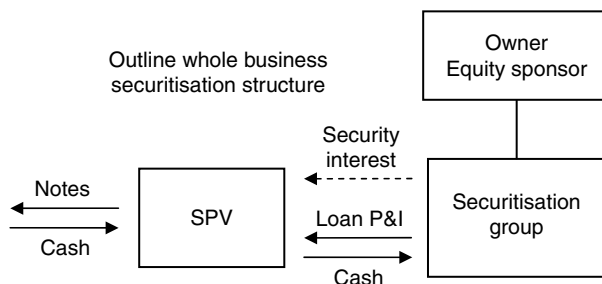 Outline whole business
securitisation structure
Owner
Equity sponsor
Security
interest
Notes
SPV
Loan P&I
Securitisation
group
Cash
Cash